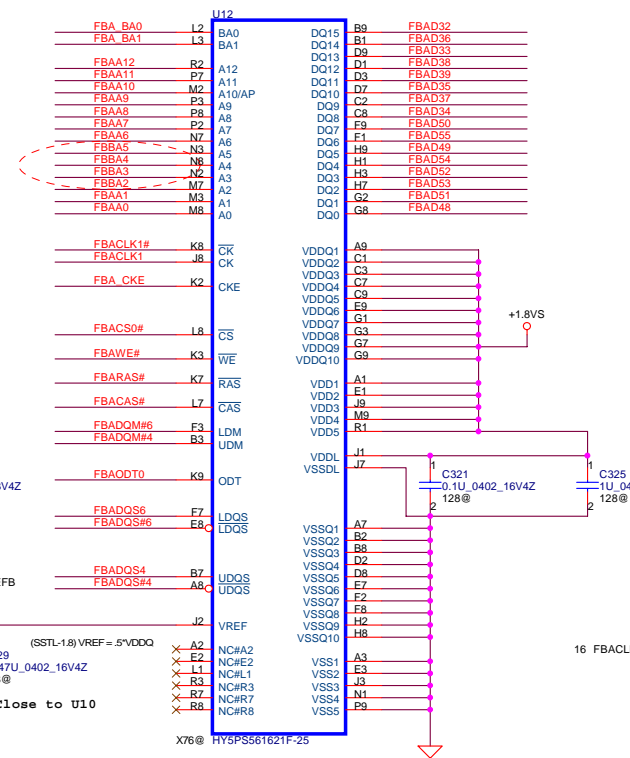 U12
FBA_BA0 L2 BA0 DQ15 B9 FBAD32
FBA_BA1 L3 BA1 DQ14 B1 FBAD36
DQ13 D9 FBAD33
FBAA12 R2 A12 DQ12 D1 FBAD38
FBAA11 P7 A11 DQ11 D3 FBAD39
FBAA10 M2 A10/AP DQ10 D7 FBAD35
FBAA9 P3 A9 DQ9 C2 FBAD37
FBAA8 P8 A8 DQ8 C8 FBAD34
FBAA7 P2 A7 DQ7 F9 FBAD50
FBAA6 N7 A6 DQ6 F1 FBAD55
FBBA5 N3 A5 DQ5 H9 FBAD49
FBBA4 N8 A4 DQ4 H1 FBAD54
FBBA3 N2 A3 DQ3 H3 FBAD52
FBBA2 M7 A2 DQ2 H7 FBAD53
FBAA1 M3 A1 DQ1 G2 FBAD51
FBAA0 M8 A0 DQ0 G8 FBAD48
FBACLK1# K8 CK VDDQ1 A9
FBACLK1 J8 CK VDDQ2 C1
VDDQ3 C3
FBA_CKE K2 CKE VDDQ4 C7
VDDQ5 C9
VDDQ6 E9
VDDQ7 G1
+1.8VS
FBACS0# L8 CS VDDQ8 G3
VDDQ9 G7
FBAWE# K3 WE VDDQ10 G9
FBARAS# K7 RAS VDD1 A1
VDD2 E1
FBACAS# L7 CAS VDD3 J9
VDD4 M9
FBADQM#6 F3 LDM VDD5 R1
FBADQM#4 B3 UDM
VDDL J1
VSSDL J7
1 C321 1 C325
FBAODT0 K9 ODT
3V4Z
0.1U_0402_16V4Z 1U_04
128@ 128@
2 2
FBADQS6 F7 LDQS
FBADQS#6 E8 LDQS VSSQ1 A7
VSSQ2 B2
VSSQ3 B8
VSSQ4 D2
FBADQS4 B7 UDQS VSSQ5 D8
FBADQS#4 A8 UDQS VSSQ6 E7
EFB
VSSQ7 F2
VSSQ8 F8
J2 VREF VSSQ9 H2
VSSQ10 H8
(SSTL-1.8) VREF = .5*VDDQ
A2 NC#A2 VSS1 A3
29
E2 NC#E2 VSS2 E3
47U_0402_16V4Z
L1 NC#L1 VSS3 J3
@
R3 NC#R3 VSS4 N1
R7 NC#R7 VSS5 P9
R8 NC#R8
16 FBACL
Close to U10
X76@ HY5PS561621F-25